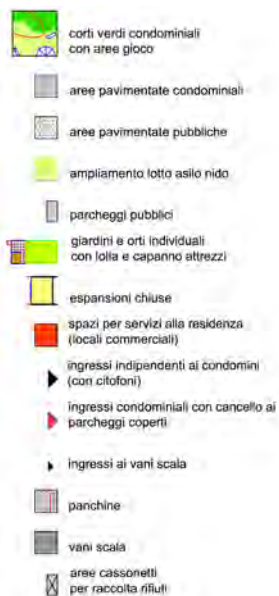 corti verdi condominiali
con aree gioco
aree pavimentate condominiali
aree pavimentate pubbliche
ampliamento lotto asilo nido
parcheggi pubblici
giardini e orti individuali
con lolla e capanno attrezzi
espansioni chiuse
spazi per servizi alla residenza
(locali commerciali)
ingressi indipendenti ai condomini
(con citofoni)
ingressi condominiali con cancello ai
parcheggi coperti
ingressi ai vani scala
panchine
vani scala
aree cassonetti
per raccolta rifiuti